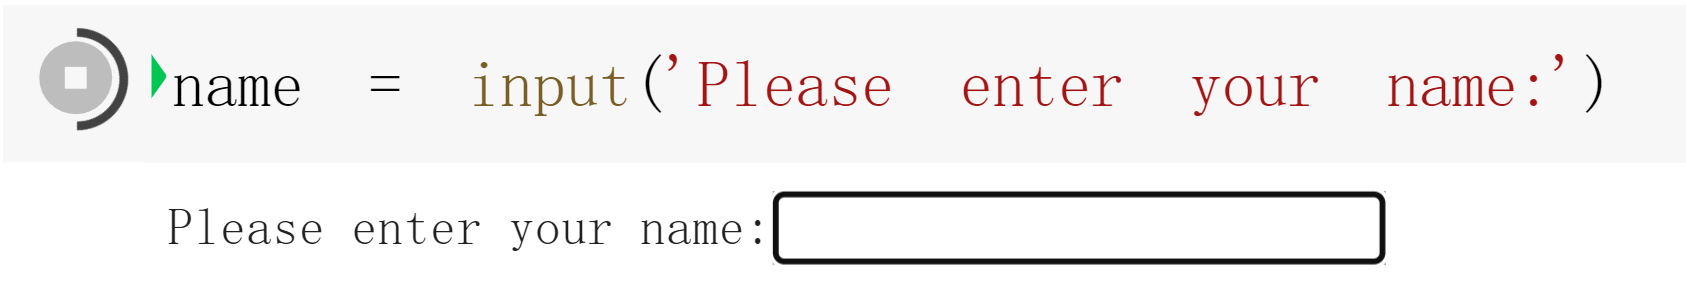 name = input('Please enter your name:')
Please enter your name: